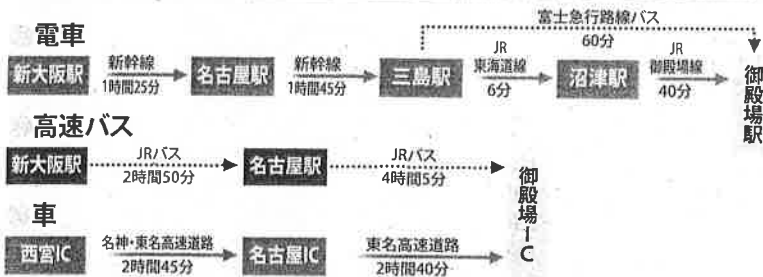 電車
富士急行路線バス
60分
新大阪駅 新幹線 1時間25分 名古屋駅 新幹線 1時間45分 三島駅 JR 東海道線 6分 沼津駅 JR 御殿場線 40分 御殿場駅
高速バス
新大阪駅 JRバス 2時間50分 名古屋駅 JRバス 4時間5分 御殿場IC
車
西宮IC 名神・東名高速道路 2時間45分 名古屋IC 東名高速道路 2時間40分